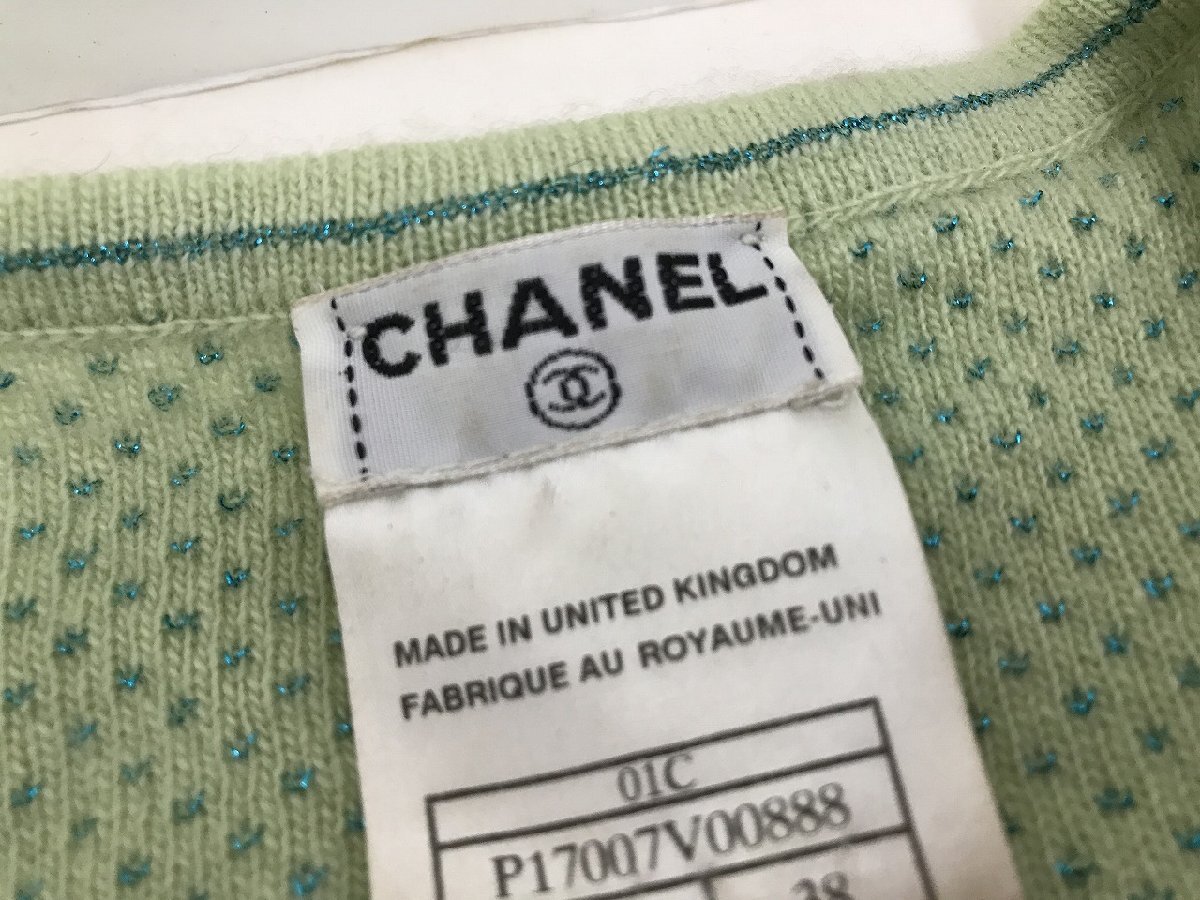 CHANEL
MADE IN UNITED KINGDOM
FABRIQUE AU ROYAUME-UNI
01C
P17007V00888
38